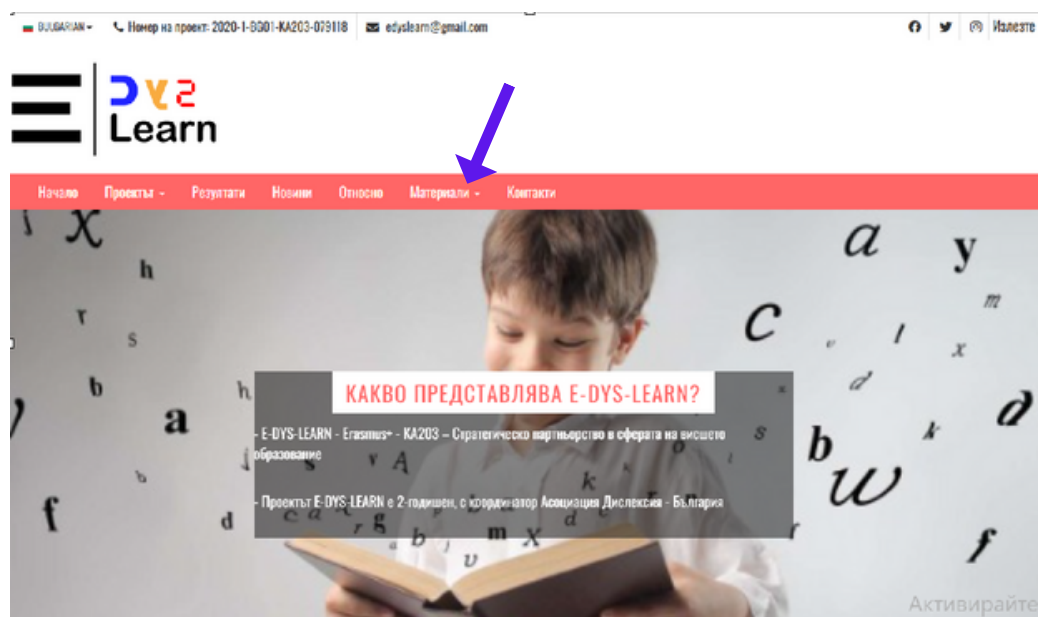 BULGARIAN
Номер на проект: 2020-1-BG01-KA203-079118
edyslearn@gmail.com
Излезте
DYS
Learn
Начало Проектът Резултати Новини Относно Материали Контакти
КАКВО ПРЕДСТАВЛЯВА E-DYS-LEARN?
- E-DYS-LEARN - Erasmus+ - KA203 – Стратегическо партньорство в сферата на висшето
образование
- Проектът E-DYS-LEARN е 2-годишен, с координатор Асоциация Дислексия - България
Активирайте